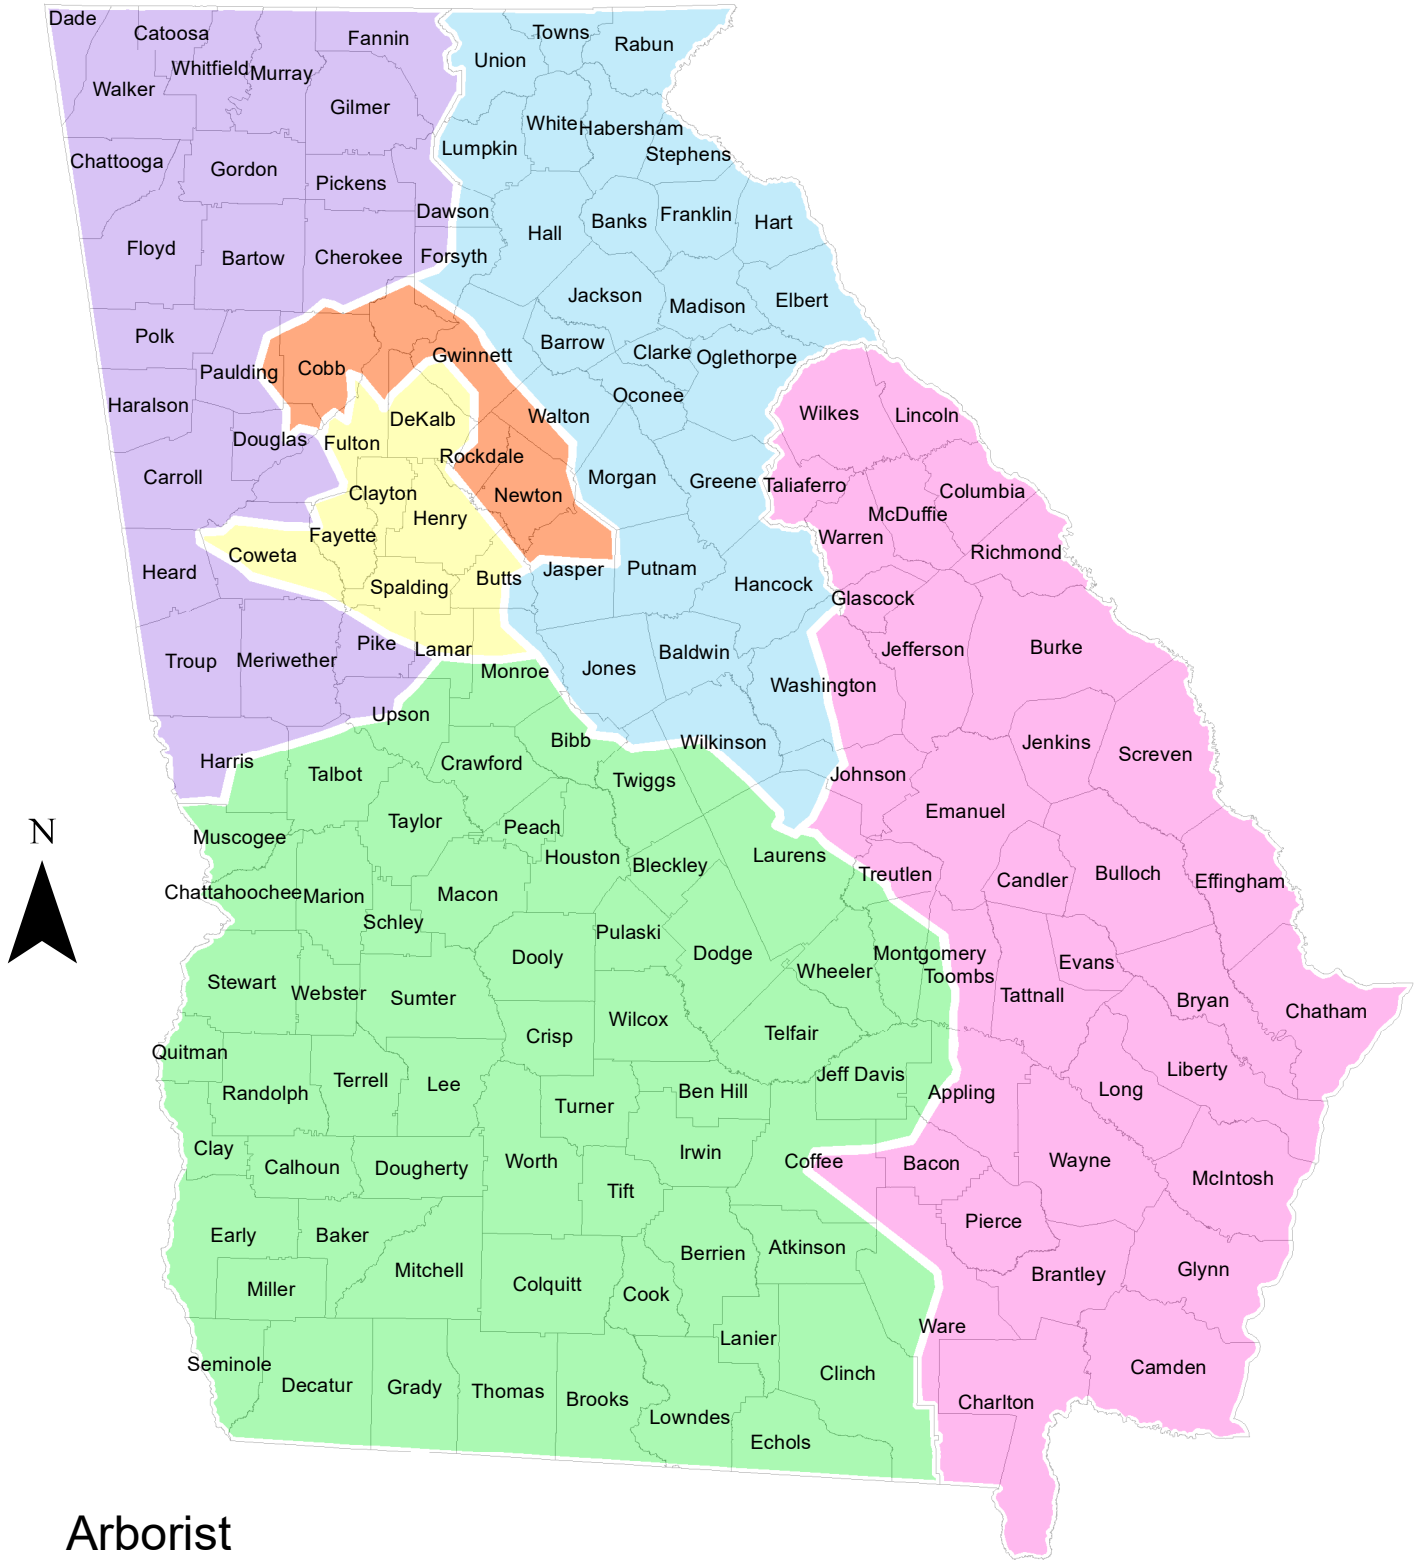 Dade
Catoosa
Fannin
Towns
Rabun
Union
Whitfield
Murray
Walker
Gilmer
White
Habersham
Lumpkin
Stephens
Chattooga
Gordon
Pickens
Dawson
Banks
Franklin
Hart
Hall
Floyd
Bartow
Cherokee
Forsyth
Jackson
Madison
Elbert
Polk
Barrow
Clarke
Oglethorpe
Gwinnett
Paulding
Cobb
Oconee
Haralson
Walton
Wilkes
Lincoln
DeKalb
Douglas
Fulton
Rockdale
Carroll
Morgan
Greene
Taliaferro
Columbia
Clayton
Newton
McDuffie
Henry
Fayette
Warren
Richmond
Coweta
Heard
Jasper
Putnam
Butts
Spalding
Hancock
Glascock
Pike
Lamar
Jefferson
Burke
Troup
Meriwether
Monroe
Jones
Baldwin
Washington
Upson
Bibb
Wilkinson
Jenkins
Screven
Harris
Talbot
Crawford
Twiggs
Johnson
N
Muscogee
Taylor
Peach
Emanuel
Houston
Bleckley
Laurens
Treutlen
Candler
Bulloch
Effingham
Chattahoochee
Marion
Macon
Schley
Pulaski
Dooly
Dodge
Montgomery
Wheeler
Toombs
Evans
Stewart
Webster
Sumter
Tattnall
Bryan
Chatham
Wilcox
Crisp
Telfair
Quitman
Randolph
Terrell
Lee
Jeff Davis
Liberty
Ben Hill
Appling
Long
Turner
Clay
Calhoun
Dougherty
Worth
Irwin
Coffee
Bacon
Wayne
McIntosh
Tift
Pierce
Early
Baker
Berrien
Atkinson
Mitchell
Brantley
Glynn
Miller
Colquitt
Cook
Ware
Lanier
Seminole
Decatur
Grady
Thomas
Brooks
Clinch
Camden
Charlton
Lowndes
Echols
Arborist